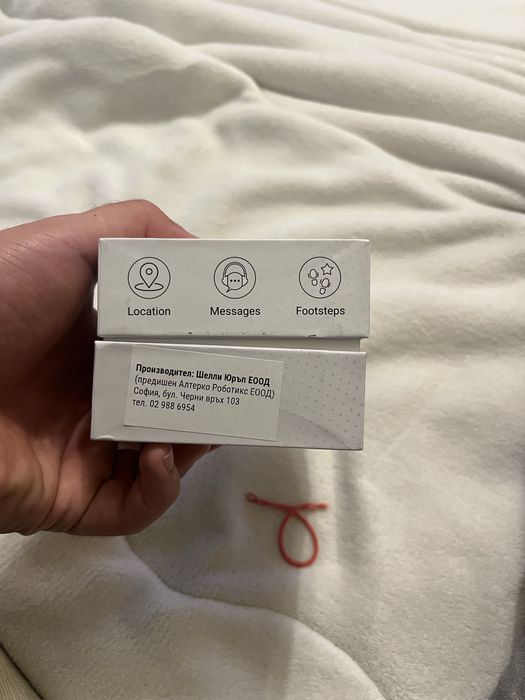 Location Messages Footsteps
Производител: Шелли Юръп ЕООД
(предишен Алтерко Роботикс ЕООД)
София, бул. Черни връх 103
тел. 02 988 6954